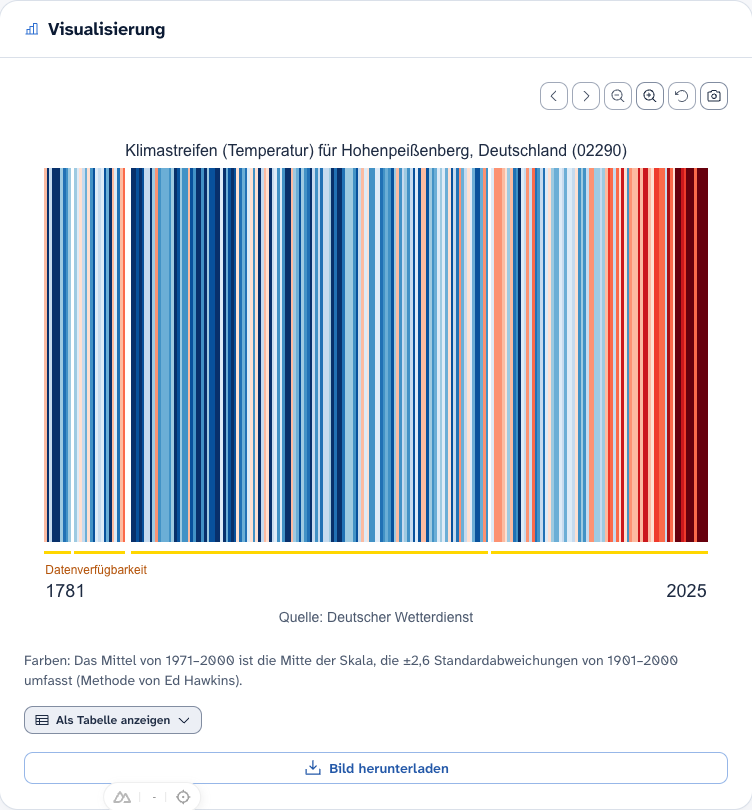 Visualisierung
Klimastreifen (Temperatur) für Hohenpeißenberg, Deutschland (02290)
Datenverfügbarkeit
1781
2025
Quelle: Deutscher Wetterdienst
Farben: Das Mittel von 1971–2000 ist die Mitte der Skala, die ±2,6 Standardabweichungen von 1901–2000
umfasst (Methode von Ed Hawkins).
Als Tabelle anzeigen
Bild herunterladen
-